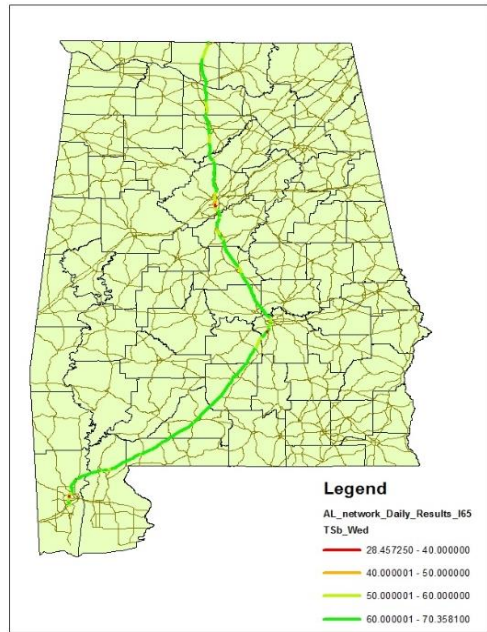 Legend
AL_network_Daily_Results_I65
TSb_Wed
28.457250 - 40.000000
40.000001 - 50.000000
50.000001 - 60.000000
60.000001 - 70.358100